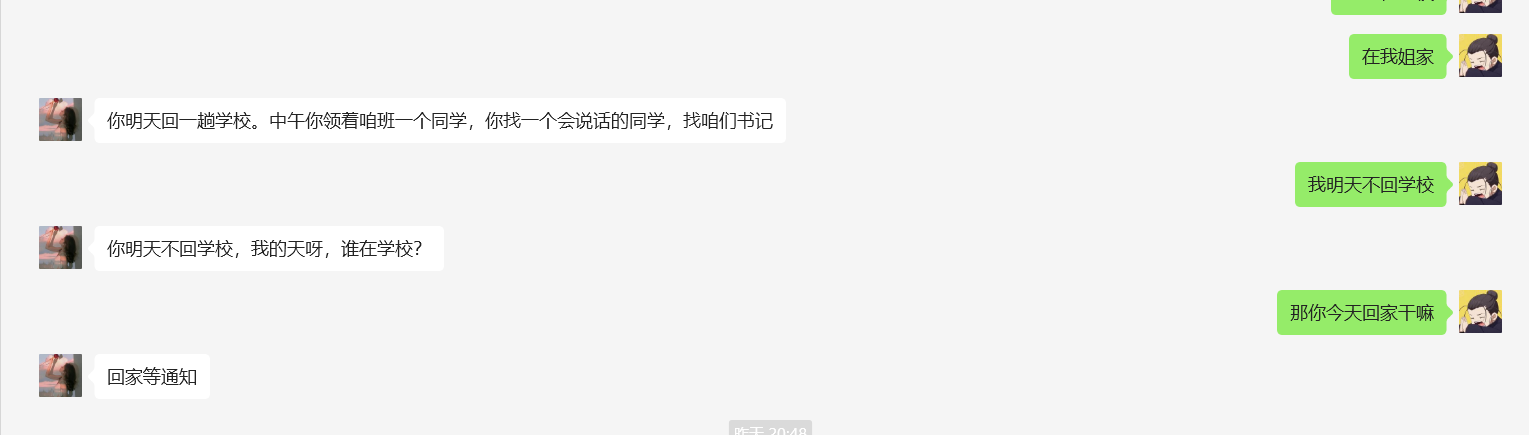 在我姐家
你明天回一趟学校。中午你领着咱班一个同学，你找一个会说话的同学，找咱们书记
我明天不回学校
你明天不回学校，我的天呀，谁在学校？
那你今天回家干嘛
回家等通知
昨天 20:48